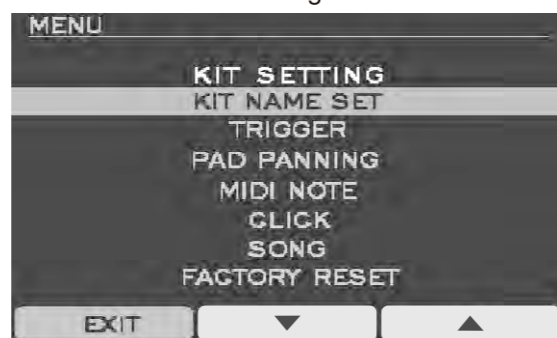 MENU
KIT SETTING
KIT NAME SET
TRIGGER
PAD PANNING
MIDI NOTE
CLICK
SONG
FACTORY RESET
EXIT ▼ ▲